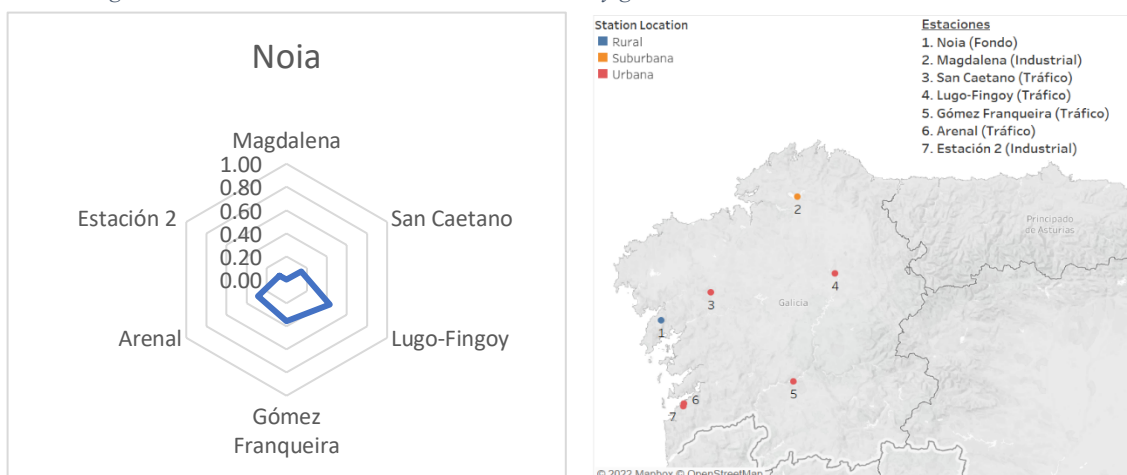 Noia
Magdalena
1.00
0.80
0.60
0.40
0.20
0.00
Estación 2
San Caetano
Arenal
Lugo-Fingoy
Gómez
Franqueira
Station Location
Rural
Suburbana
Urbana
Estaciones
1. Noia (Fondo)
2. Magdalena (Industrial)
3. San Caetano (Tráfico)
4. Lugo-Fingoy (Tráfico)
5. Gómez Franqueira (Tráfico)
6. Arenal (Tráfico)
7. Estación 2 (Industrial)
2
Principado
de Asturias
4
3
Galicia
1
5
6
7
© 2022 Mapbox © OpenStreetMap